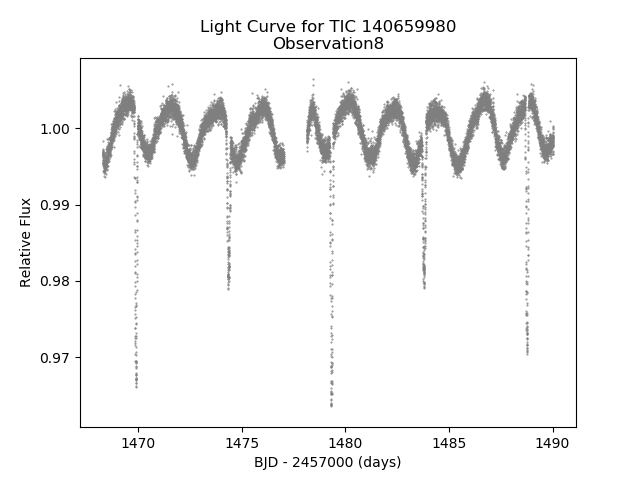 Light Curve for TIC 140659980
Observation8
1.00
0.99
0.98
0.97
Relative Flux
1470 1475 1480 1485 1490
BJD - 2457000 (days)